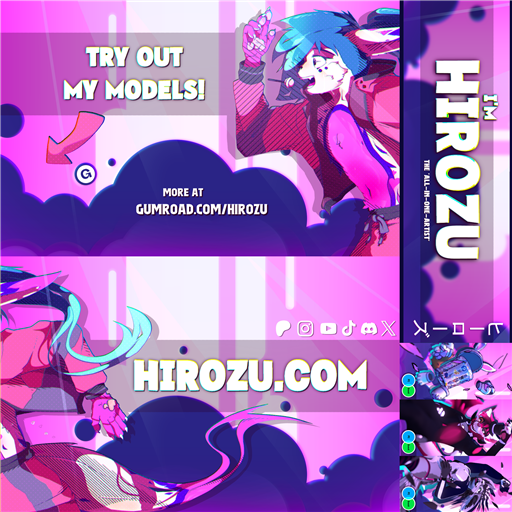 TRY OUT
MY MODELS!
G
MORE AT
GUMROAD.COM/HIROZU
I'M
HIROZU
THE 'ALL-IN-ONE-ARTIST'
ヒーローズ
HIROZU.COM